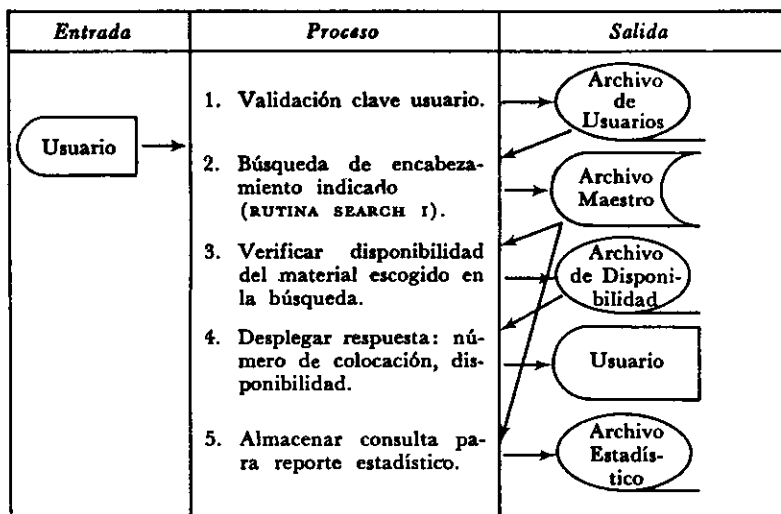 Entrada
Proceso
Salida
Usuario
1. Validación clave usuario.
2. Búsqueda de encabeza-
miento indicado
(RUTINA SEARCH I).
3. Verificar disponibilidad
del material escogido en
la búsqueda.
4. Desplegar respuesta: nú-
mero de colocación, dis-
ponibilidad.
5. Almacenar consulta pa-
ra reporte estadístico.
Archivo
de
Usuarios
Archivo
Maestro
Archivo
de Disponi-
bilidad
Usuario
Archivo
Estadís-
tico